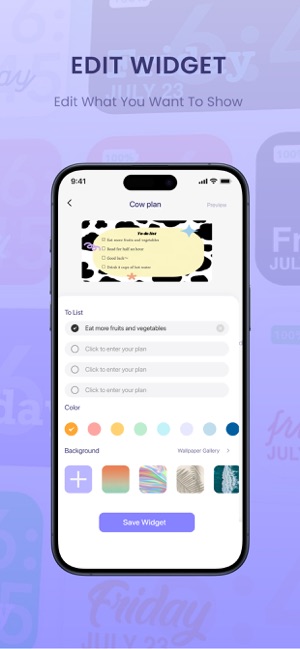 EDIT WIDGET
Edit What You Want To Show
9:41
Cow plan
Preview
To do list
Eat more fruits and vegetables
Read for half an hour
Good luck~
Drink 4 cups of hot water
To List
Eat more fruits and vegetables
Click to enter your plan
Click to enter your plan
Click to enter your plan
Color
Background
Wallpaper Gallery
Save Widget
Friday
JULY 23
Friday
JULY 23